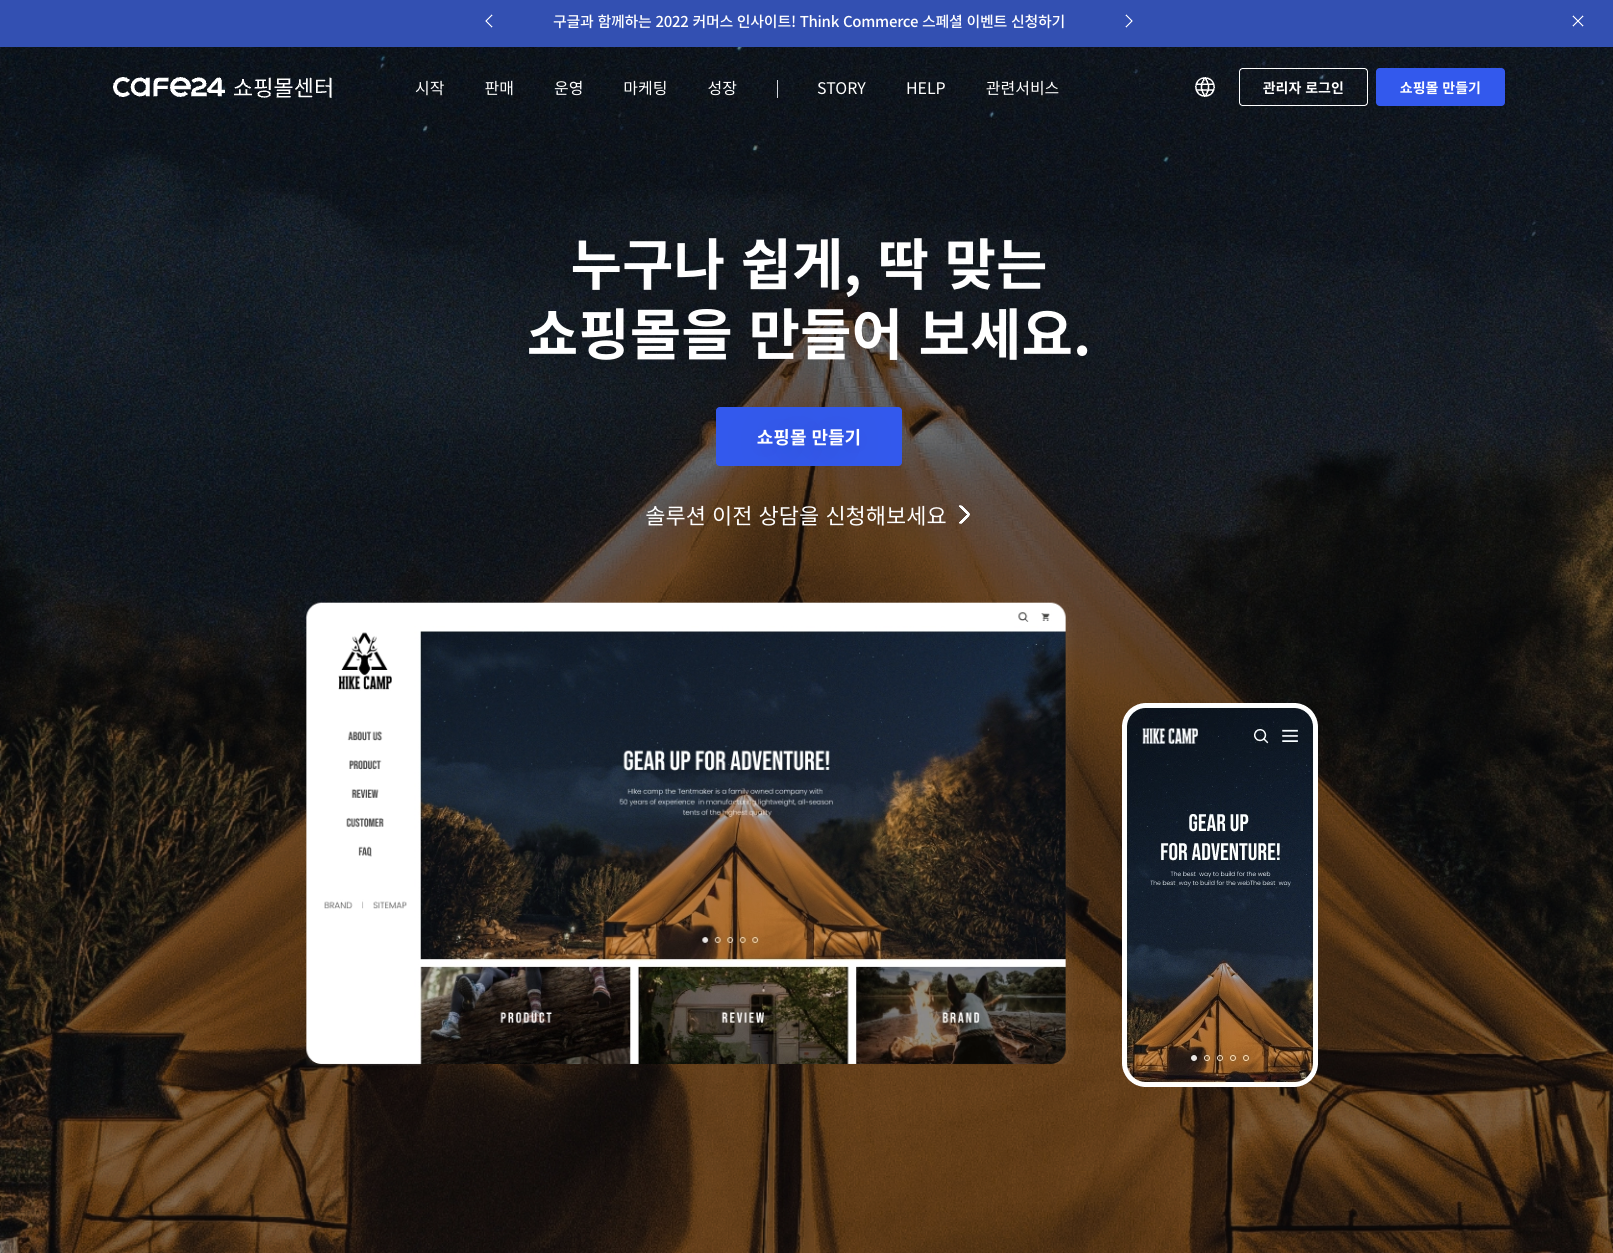 구글과 함께하는 2022 커머스 인사이트! Think Commerce 스페셜 이벤트 신청하기
cafe24 쇼핑몰센터
시작 판매 운영 마케팅 성장 | STORY HELP 관련서비스
관리자 로그인
쇼핑몰 만들기
누구나 쉽게, 딱 맞는
쇼핑몰을 만들어 보세요.
쇼핑몰 만들기
솔루션 이전 상담을 신청해보세요
HIKE CAMP
ABOUT US
PRODUCT
REVIEW
CUSTOMER
FAQ
BRAND | SITEMAP
GEAR UP FOR ADVENTURE!
Hike camp the Tentmaker is a family owned company with
50 years of experience in manufacturing lightweight, all-season
tents of the highest quality
PRODUCT
REVIEW
BRAND
HIKE CAMP
GEAR UP
FOR ADVENTURE!
The best way to build for the web
The best way to build for the webThe best way